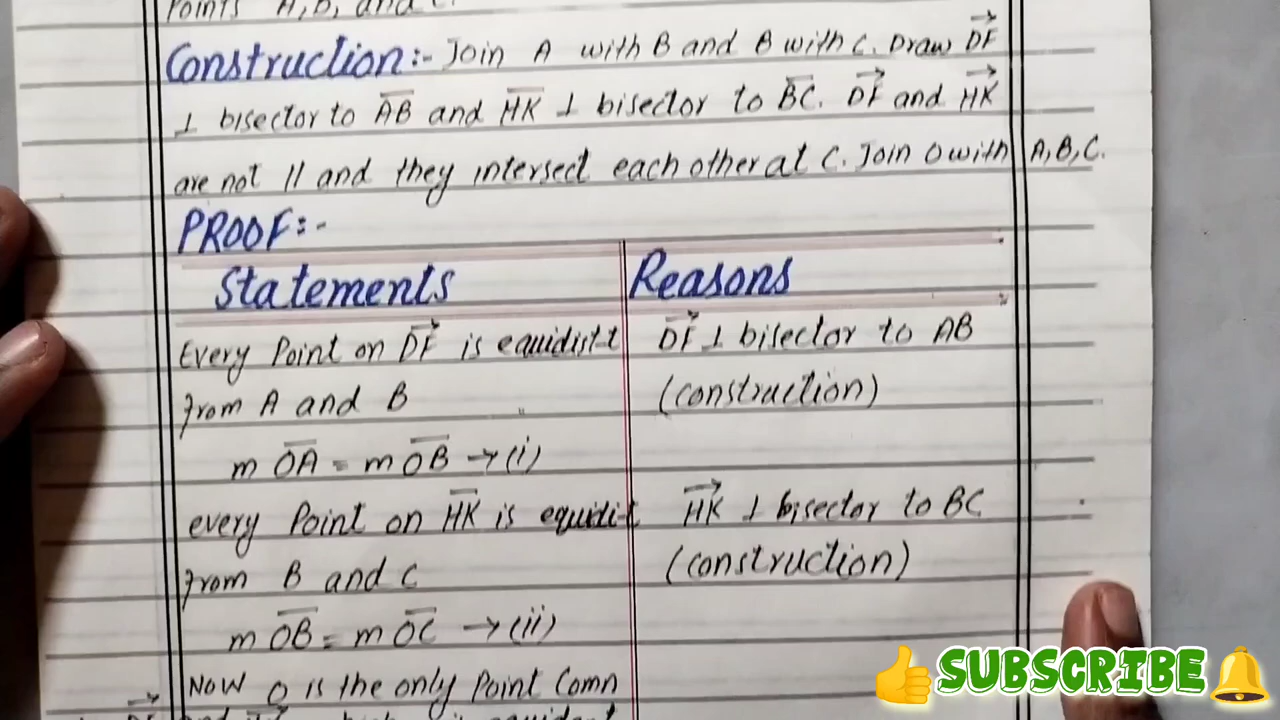 Points A, B, and C.
Construction:- Join A with B and B with C. Draw DF
⊥ bisector to AB and HK ⊥ bisector to BC. DF and HK
are not || and they intersect each other at C. Join O with A, B, C.
PROOF:-
Statements Reasons
Every Point on DF is equidist t DF ⊥ bisector to AB
from A and B (construction)
m OA = m OB → (i)
every Point on HK is equidit HK ⊥ bisector to BC
from B and C (construction)
m OB = m OC → (ii)
Now O is the only Point Comn
SUBSCRIBE